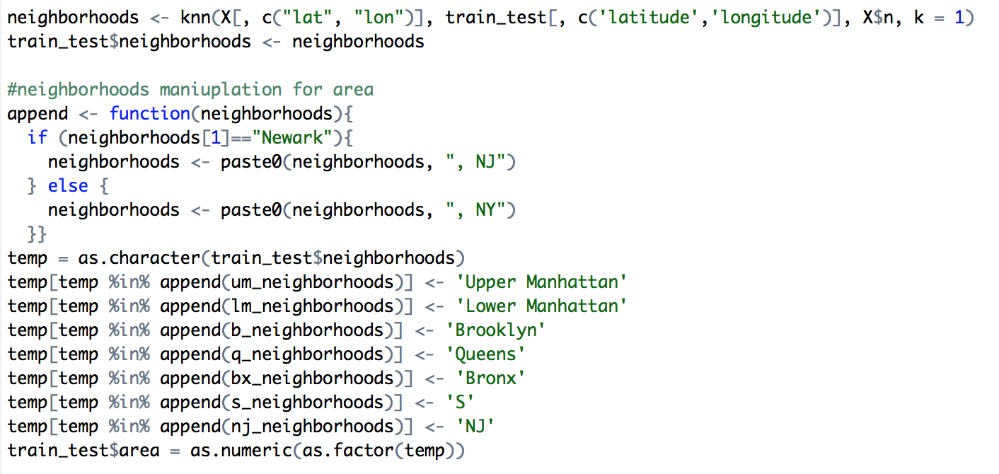 neighborhoods <- knn(X[, c("lat", "lon")], train_test[, c('latitude','longitude')], X$n, k = 1)
train_test$neighborhoods <- neighborhoods
#neighborhoods maniuplation for area
append <- function(neighborhoods){
  if (neighborhoods[1]=="Newark"){
    neighborhoods <- paste0(neighborhoods, ", NJ")
  } else {
    neighborhoods <- paste0(neighborhoods, ", NY")
  }}
temp = as.character(train_test$neighborhoods)
temp[temp %in% append(um_neighborhoods)] <- 'Upper Manhattan'
temp[temp %in% append(lm_neighborhoods)] <- 'Lower Manhattan'
temp[temp %in% append(b_neighborhoods)] <- 'Brooklyn'
temp[temp %in% append(q_neighborhoods)] <- 'Queens'
temp[temp %in% append(bx_neighborhoods)] <- 'Bronx'
temp[temp %in% append(s_neighborhoods)] <- 'S'
temp[temp %in% append(nj_neighborhoods)] <- 'NJ'
train_test$area = as.numeric(as.factor(temp))